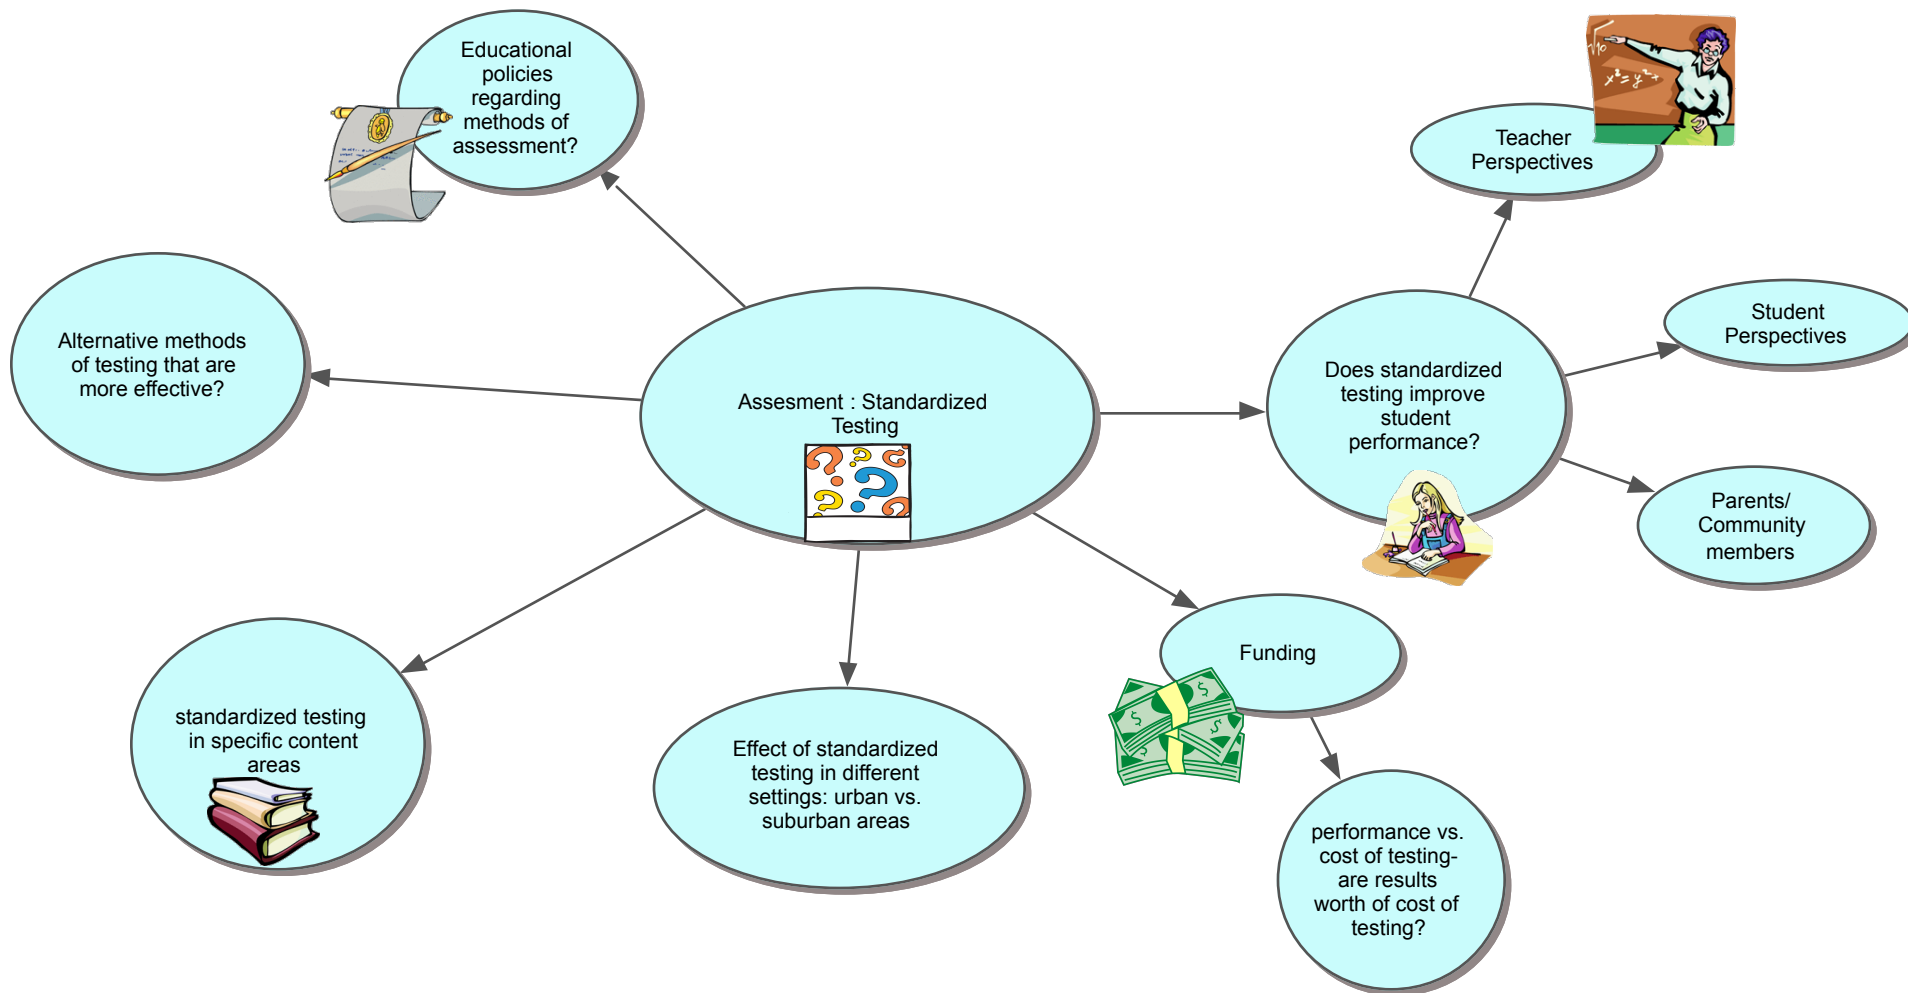 Educational
policies
regarding
methods of
assessment?
√10
x²=y²+
Teacher
Perspectives
Student
Perspectives
Alternative methods
of testing that are
more effective?
Assesment : Standardized
Testing
Does standardized
testing improve
student
performance?
Parents/
Community
members
Funding
standardized testing
in specific content
areas
Effect of standardized
testing in different
settings: urban vs.
suburban areas
performance vs.
cost of testing-
are results
worth of cost of
testing?